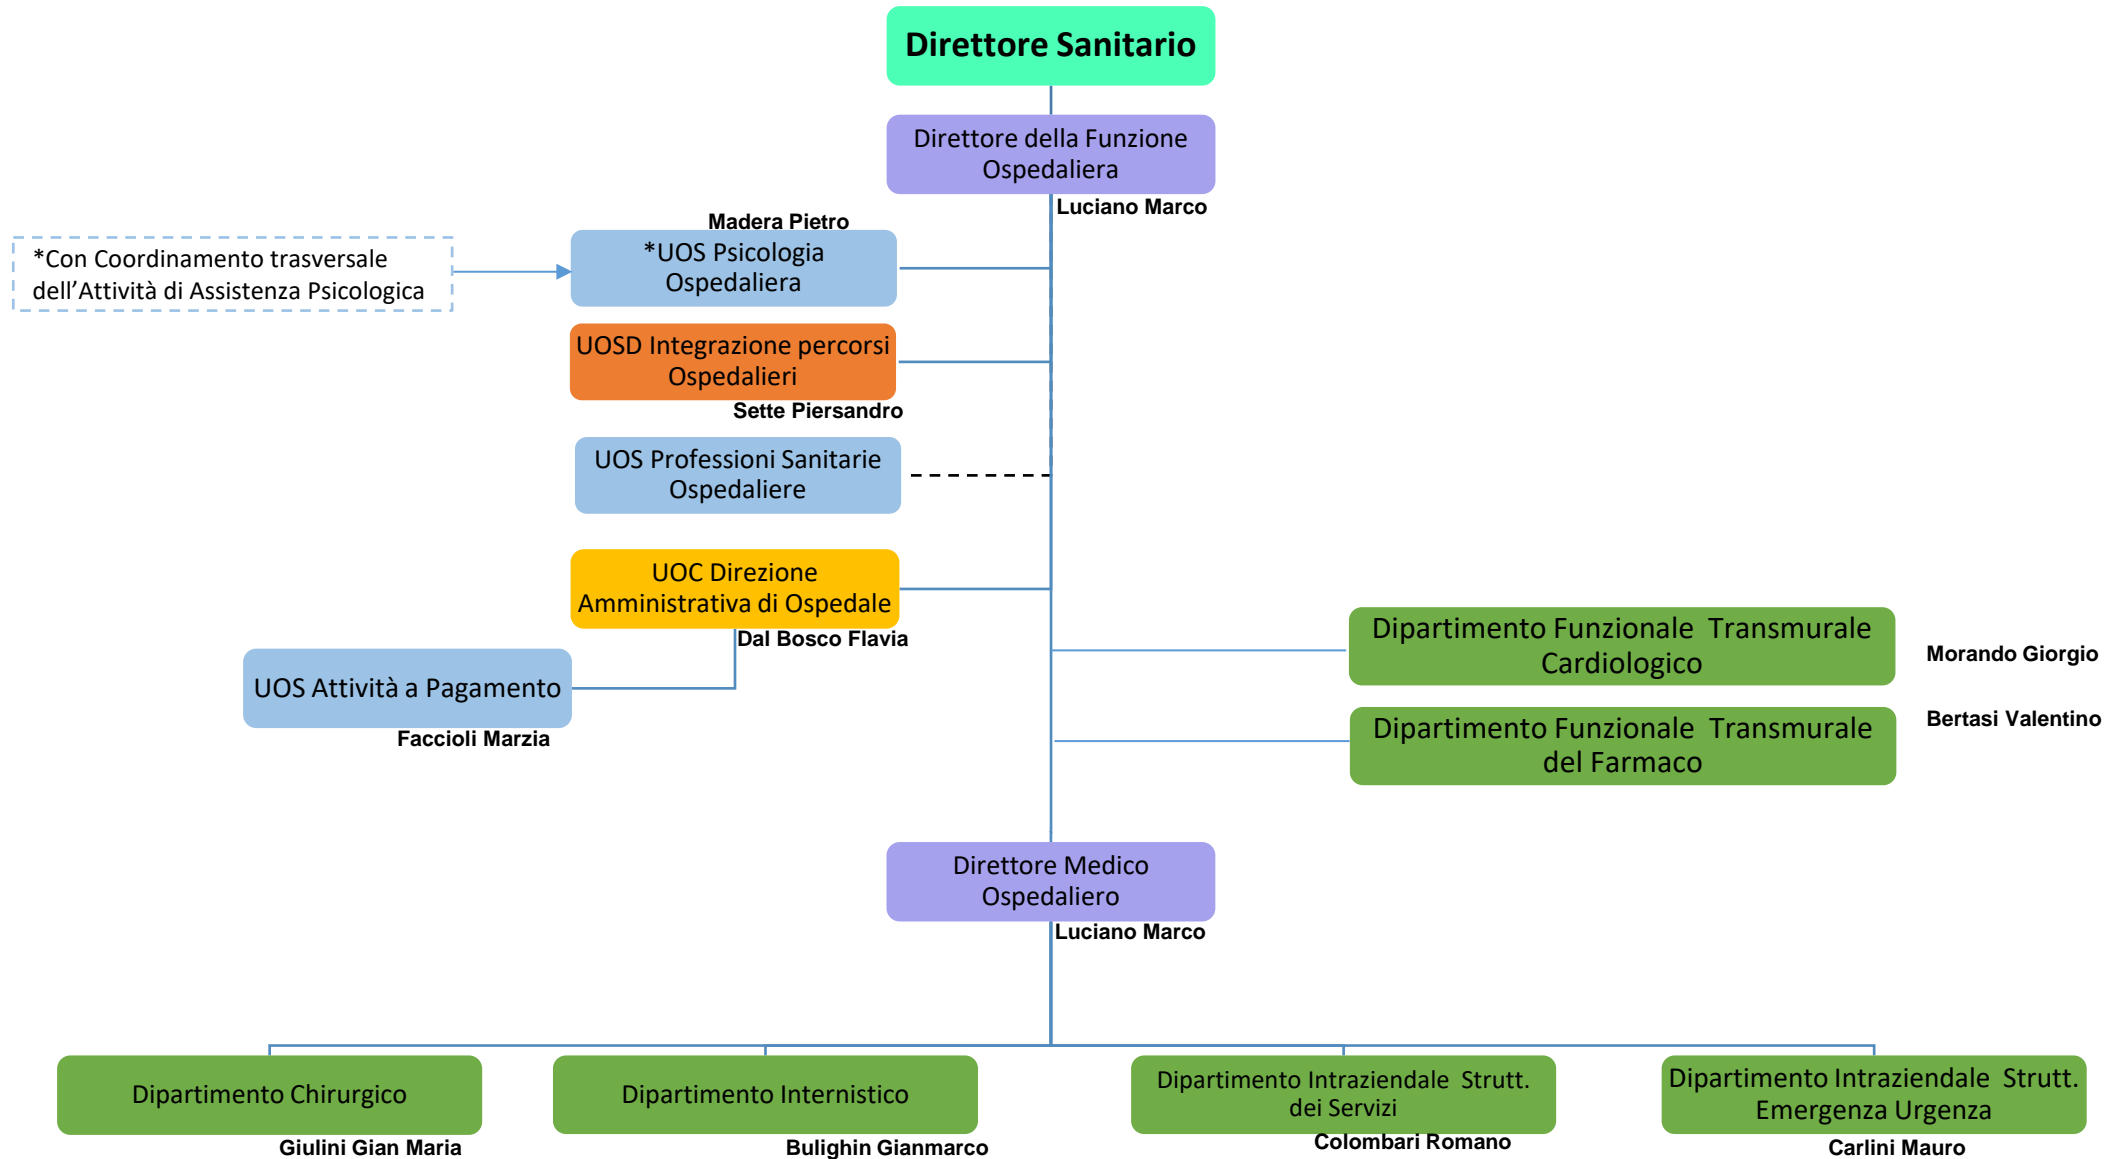 Direttore Sanitario
Direttore della Funzione
Ospedaliera
Luciano Marco
Madera Pietro
*Con Coordinamento trasversale
dell’Attività di Assistenza Psicologica
*UOS Psicologia
Ospedaliera
UOSD Integrazione percorsi
Ospedalieri
Sette Piersandro
UOS Professioni Sanitarie
Ospedaliere
UOC Direzione
Amministrativa di Ospedale
Dal Bosco Flavia
UOS Attività a Pagamento
Faccioli Marzia
Dipartimento Funzionale Transmurale
Cardiologico
Morando Giorgio
Dipartimento Funzionale Transmurale
del Farmaco
Bertasi Valentino
Direttore Medico
Ospedaliero
Luciano Marco
Dipartimento Chirurgico
Giulini Gian Maria
Dipartimento Internistico
Bulighin Gianmarco
Dipartimento Intraziendale Strutt.
dei Servizi
Colombari Romano
Dipartimento Intraziendale Strutt.
Emergenza Urgenza
Carlini Mauro